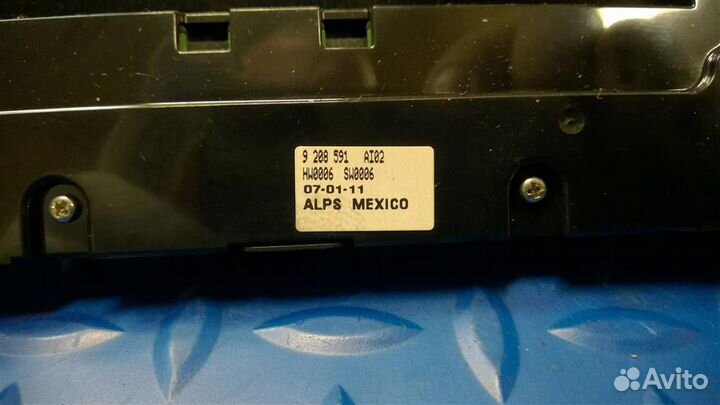 9 208 591 AI02
HW0006 SW0006
07-01-11
ALPS MEXICO
Avito